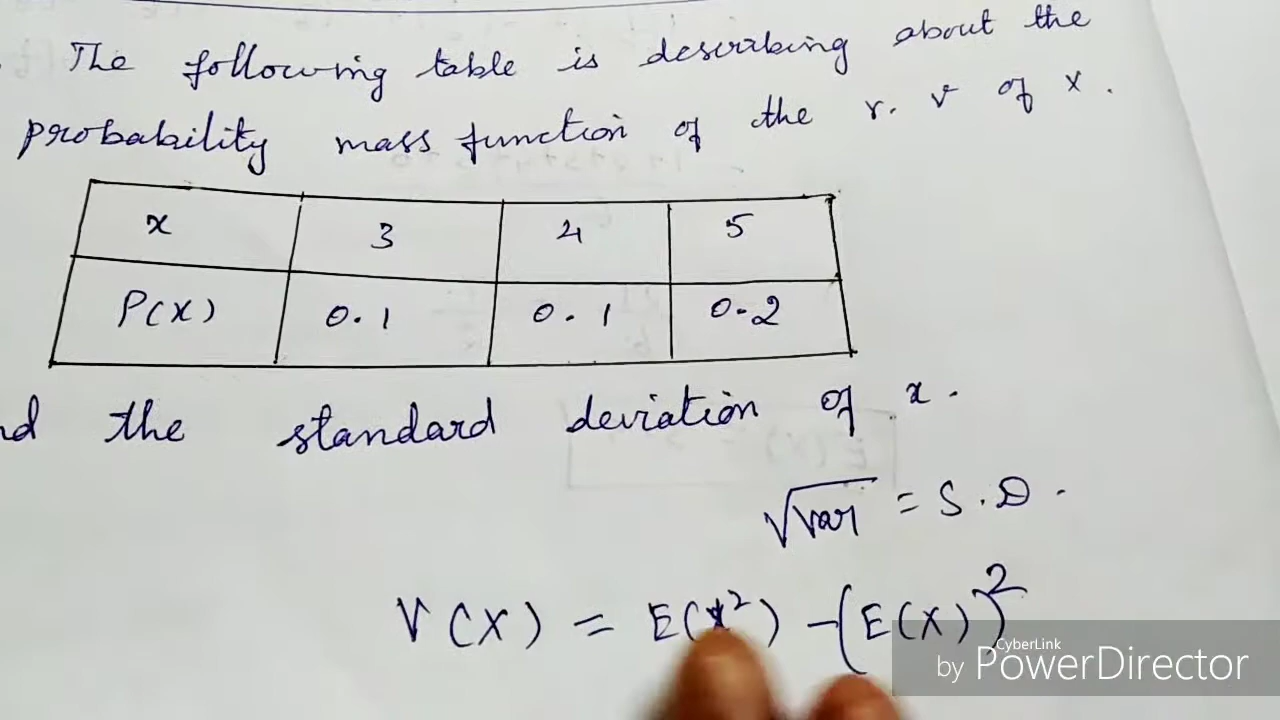 The following table is describing about the
probability mass function of the r. v of x.
x 3 4 5
P(X) 0.1 0.1 0.2
the standard deviation of x.
√var = S.D.
V(X) = E(x²) - (E(X))²
CyberLink
by PowerDirector